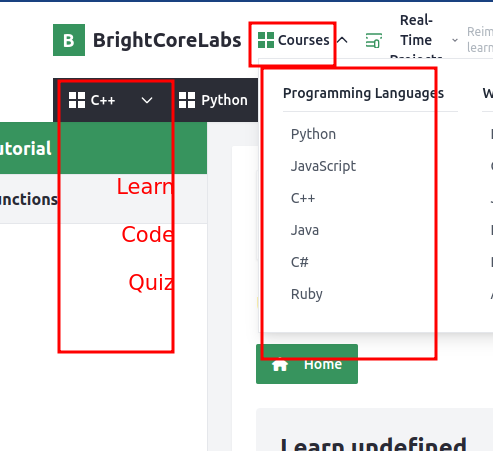 B BrightCoreLabs Courses Real-Time Projects Reim learn
C++ Python Programming Languages W
utorial Python
JavaScript
unctions C++
Learn Java
Code C#
Quiz Ruby
Home
Learn undefined